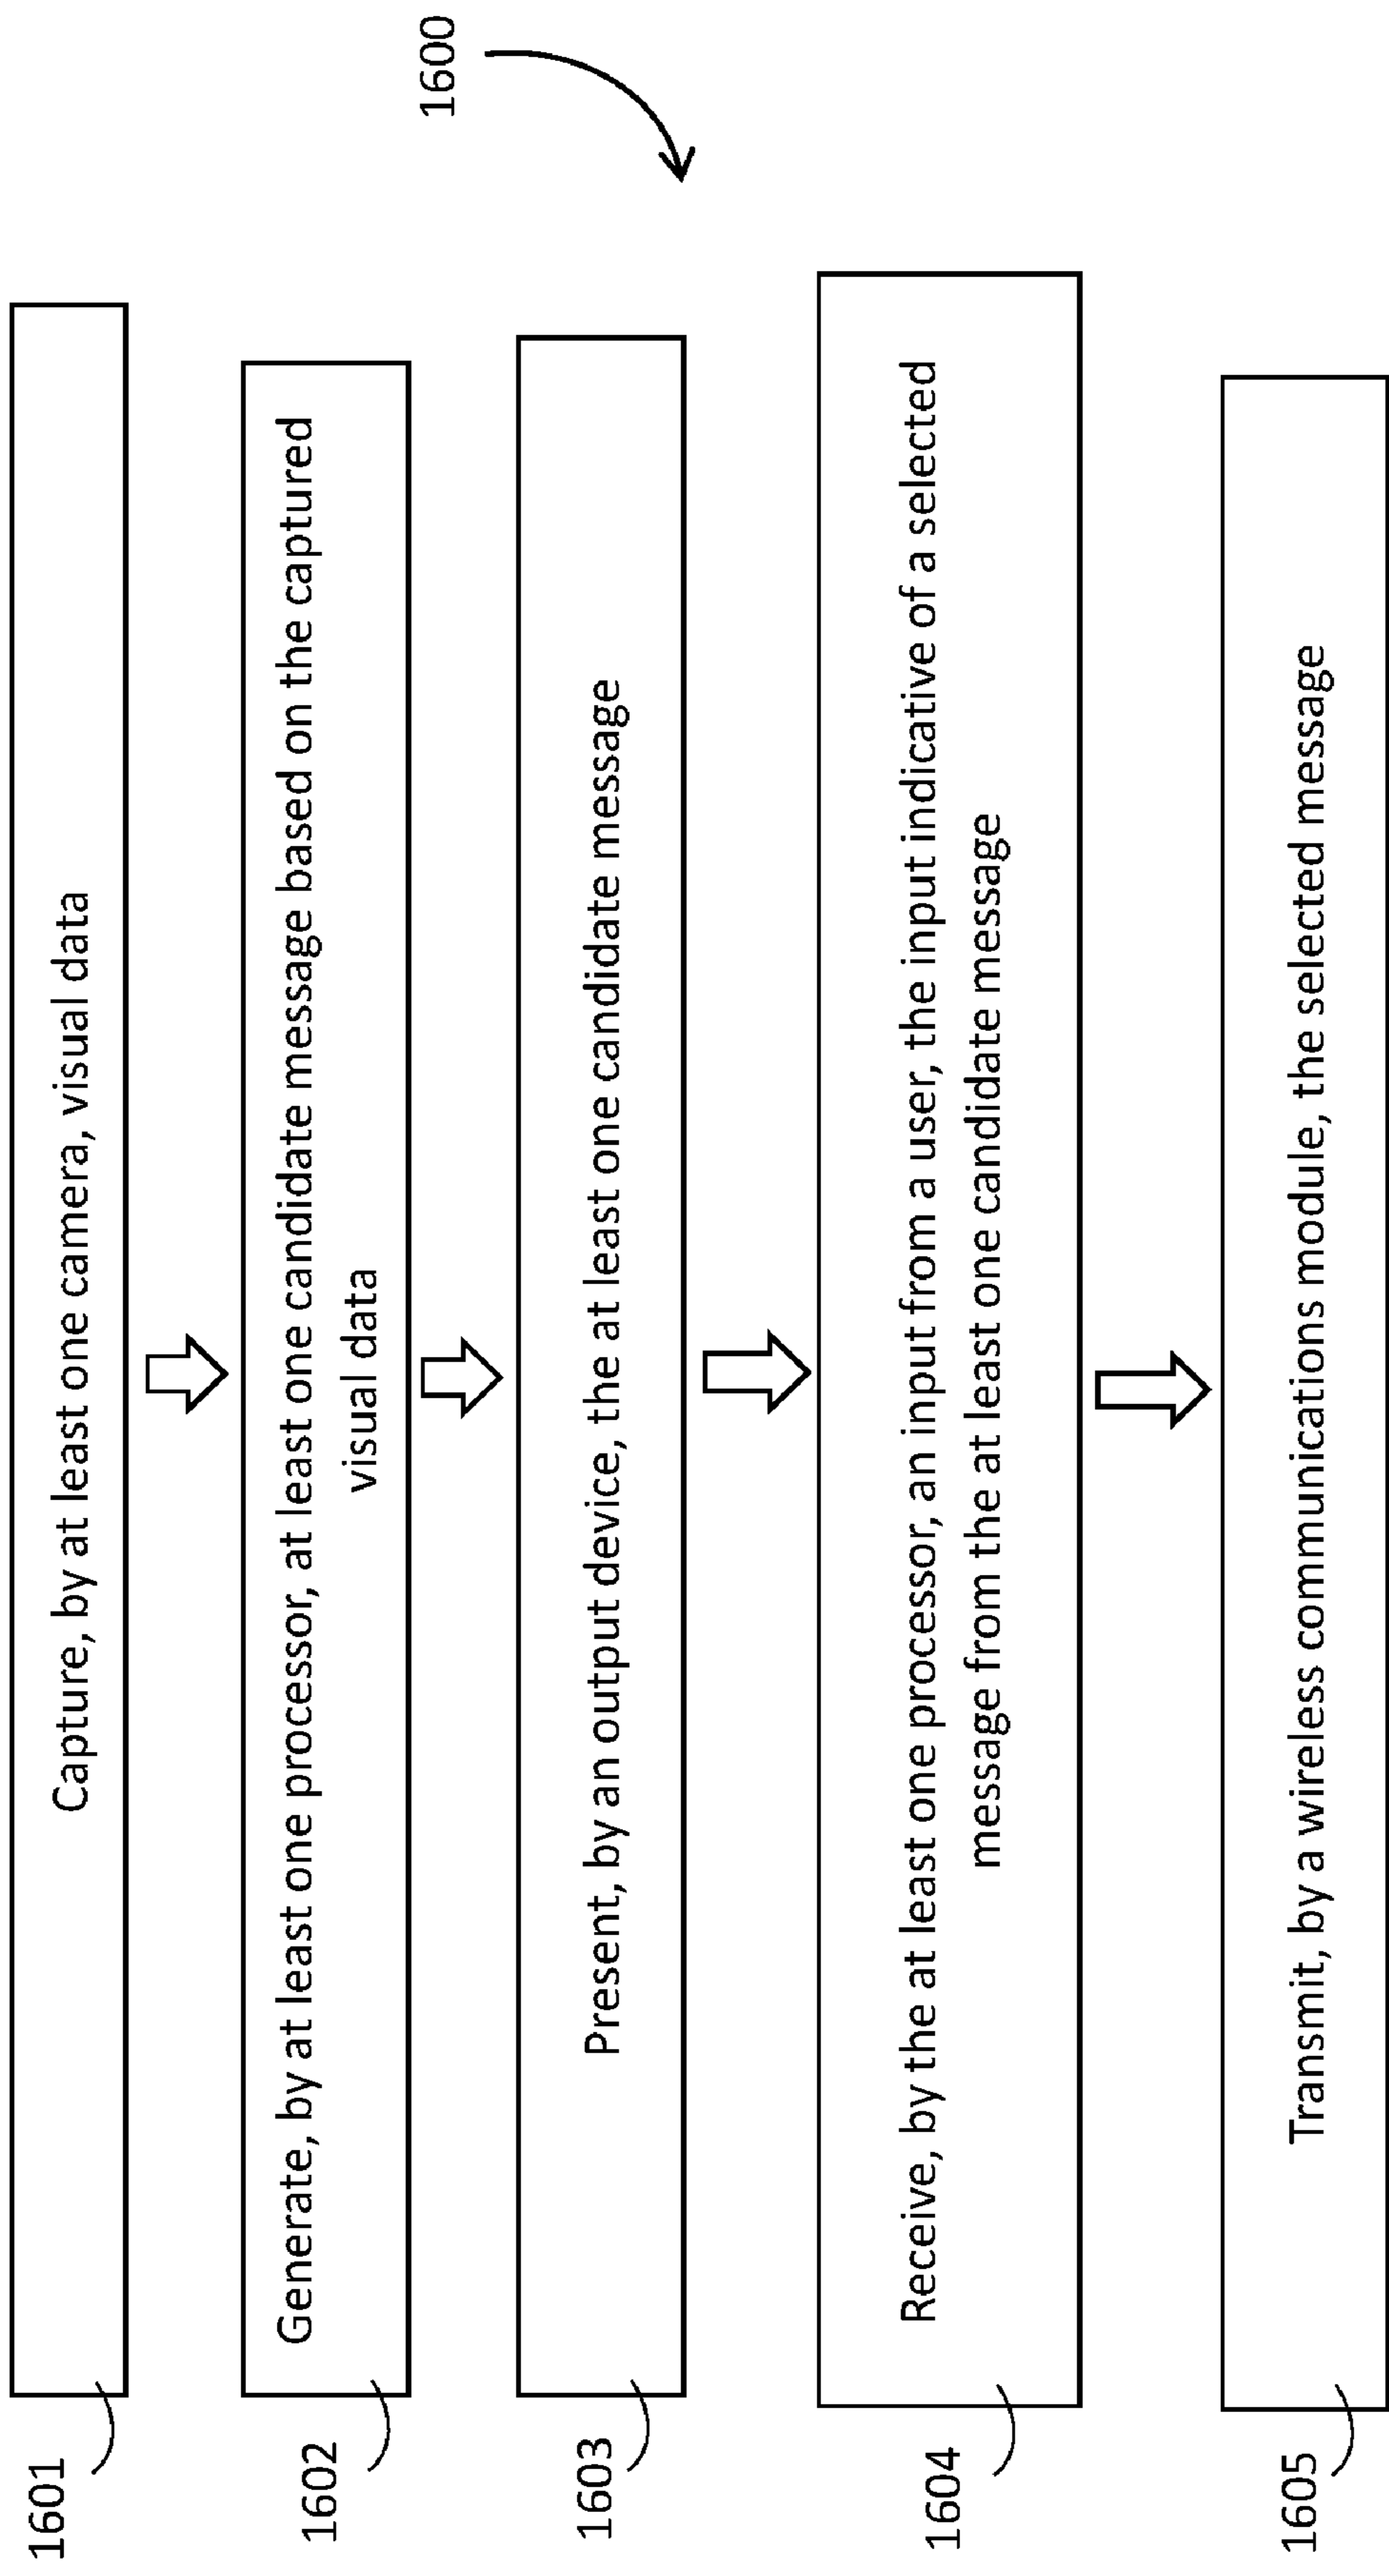 1600
1601
Capture, by at least one camera, visual data
1602
Generate, by at least one processor, at least one candidate message based on the captured
visual data
1603
Present, by an output device, the at least one candidate message
1604
Receive, by the at least one processor, an input from a user, the input indicative of a selected
message from the at least one candidate message
1605
Transmit, by a wireless communications module, the selected message